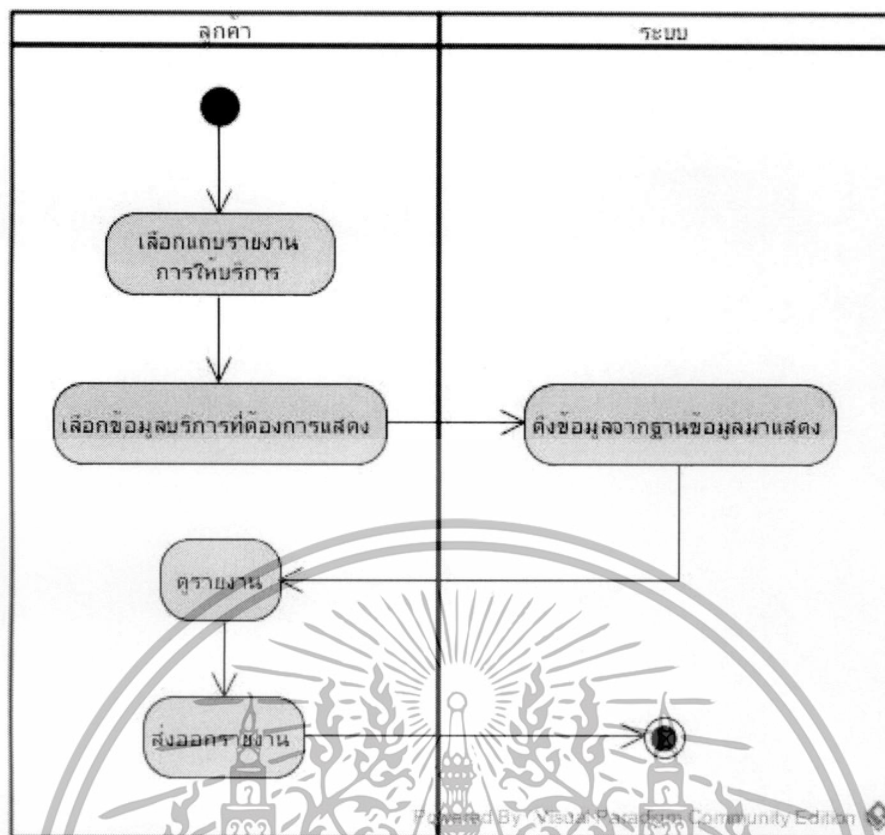 ลูกค้า
ระบบ
เลือกแถบรายงาน
การให้บริการ
เลือกข้อมูลบริการที่ต้องการแสดง
ดึงข้อมูลจากฐานข้อมูลมาแสดง
ดูรายงาน
ส่งออกรายงาน
Powered By Visual Paradigm Community Edition